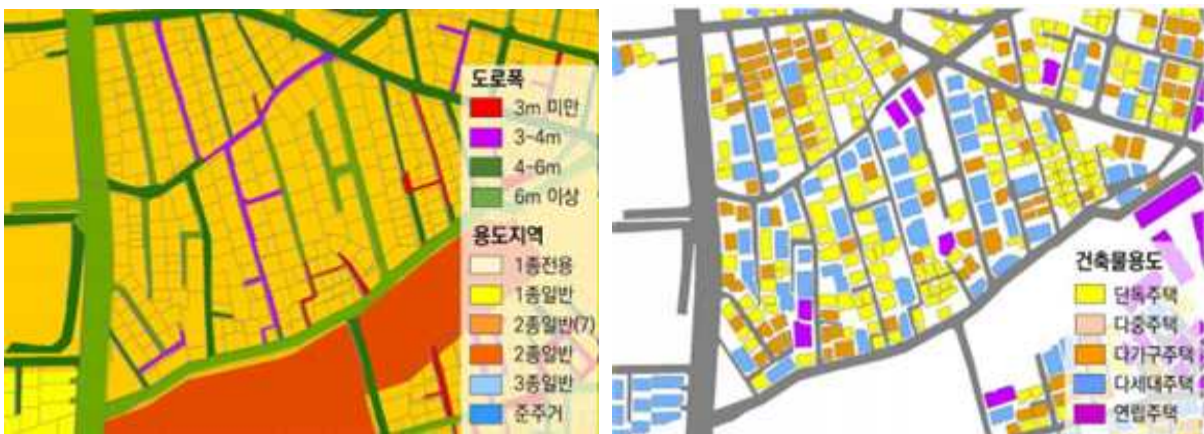 도로폭
3m 미만
3-4m
4-6m
6m 이상
용도지역
1종전용
1종일반
2종일반(7)
2종일반
3종일반
준주거
건축물용도
단독주택
다중주택
다가구주택
다세대주택
연립주택